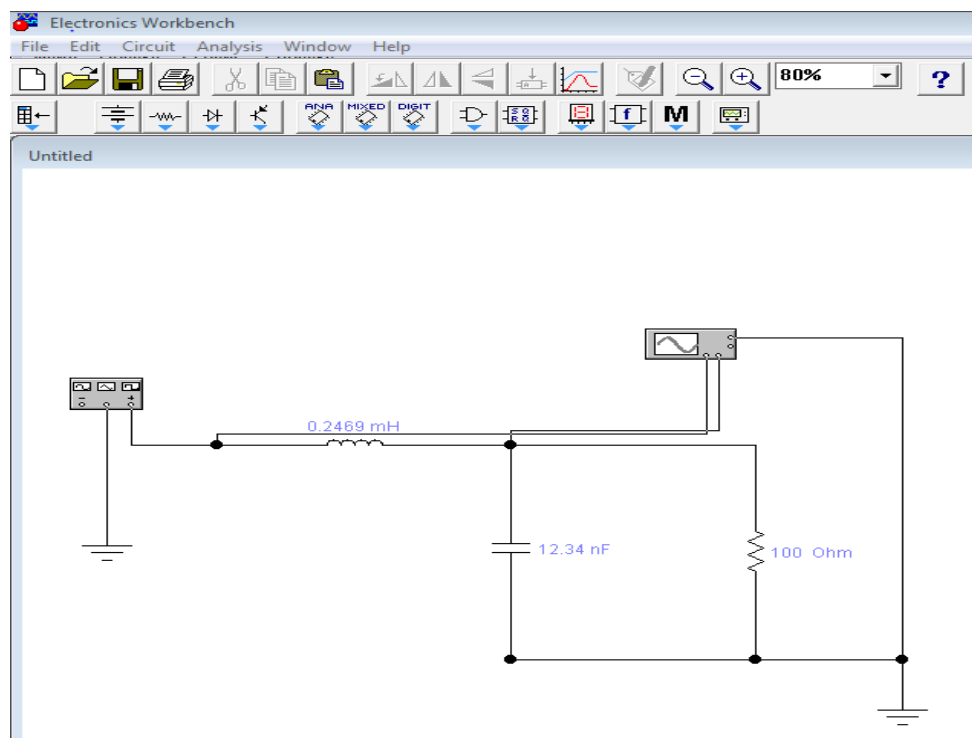 Electronics Workbench
File Edit Circuit Analysis Window Help
80% ?
ANA MIXED DIGIT f M
Untitled
0.2469 mH
12.34 nF
100 Ohm